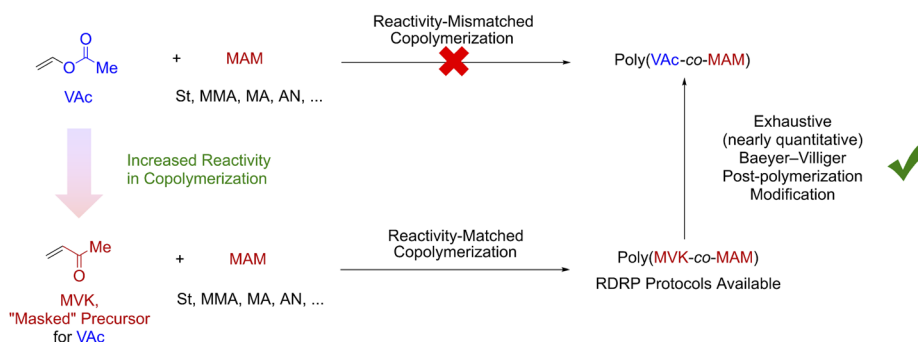 Reactivity-Mismatched
Copolymerization
O
O
Me
VAc
+
MAM
St, MMA, MA, AN, ...
Poly(VAc-co-MAM)
Increased Reactivity
in Copolymerization
Exhaustive
(nearly quantitative)
Baeyer–Villiger
Post-polymerization
Modification
Me
O
MVK,
"Masked" Precursor
for VAc
+
MAM
St, MMA, MA, AN, ...
Reactivity-Matched
Copolymerization
Poly(MVK-co-MAM)
RDRP Protocols Available